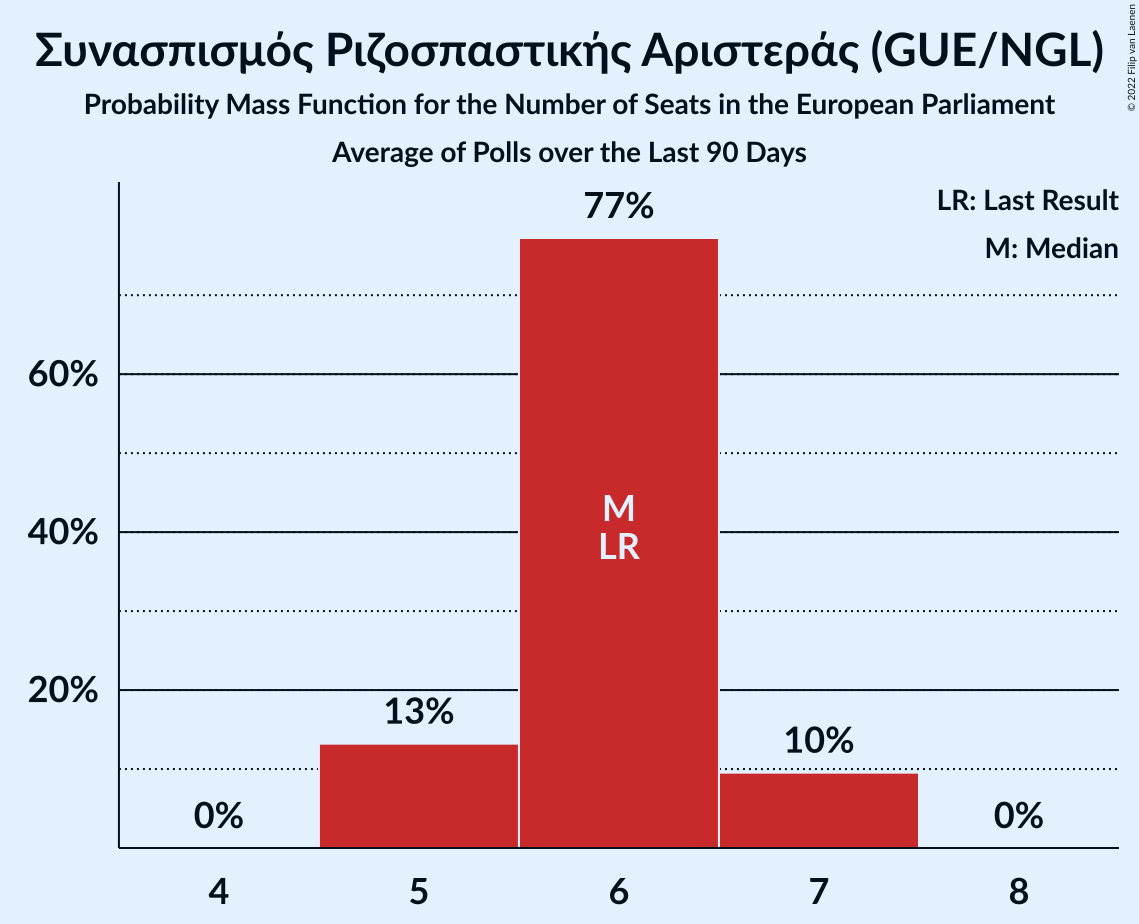 Συνασπισμός Ριζοσπαστικής Αριστεράς (GUE/NGL)
Probability Mass Function for the Number of Seats in the European Parliament
Average of Polls over the Last 90 Days
© 2022 Filip van Laenen
LR: Last Result
M: Median
77%
60%
M
40%
LR
20%
13%
10%
0%
0%
4
5
6
7
8